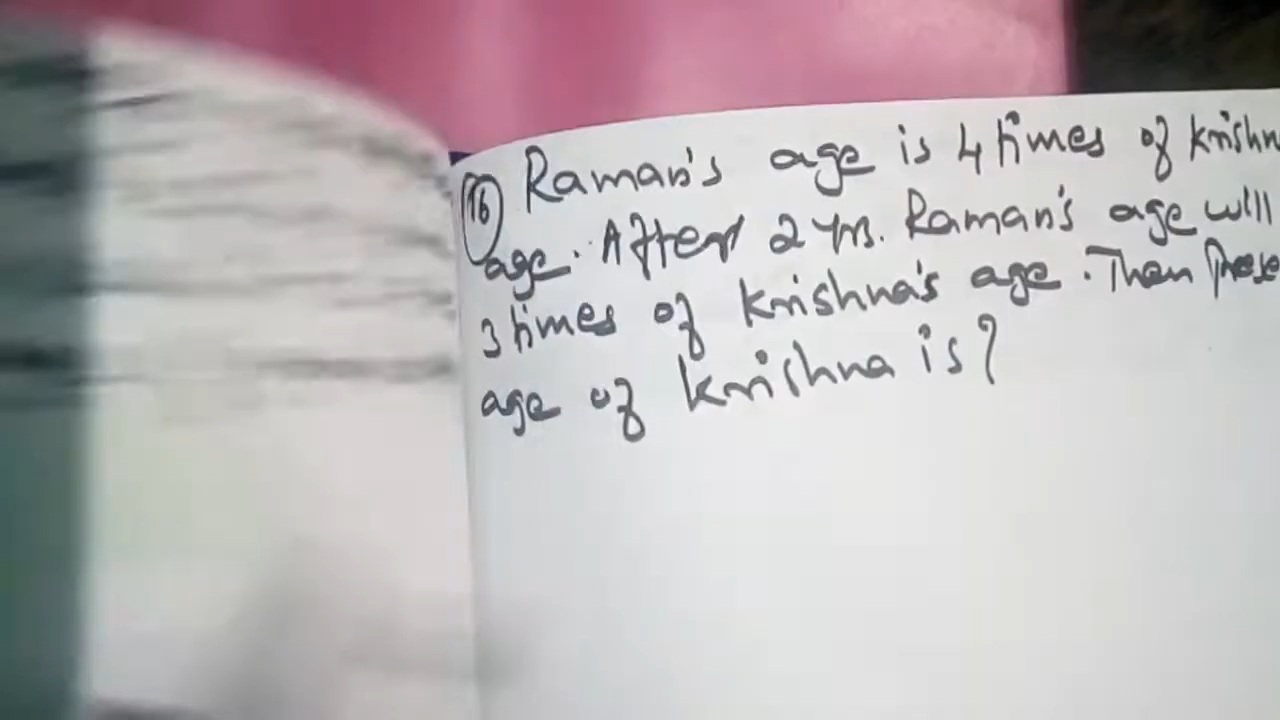 16 Raman's age is 4 times of Krishn
age. After 2 yrs. Raman's age will
3 times of Krishna's age. Then Prese
age of Krishna is?